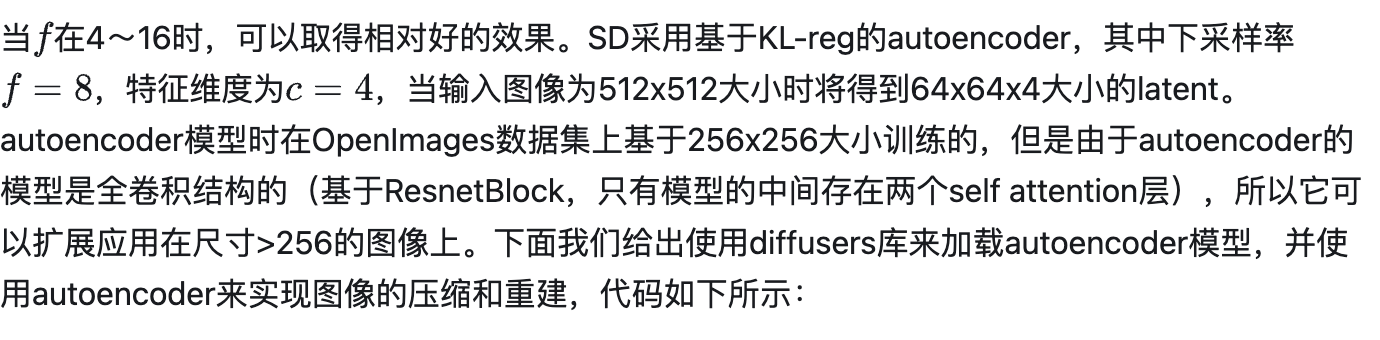 当f在4～16时，可以取得相对好的效果。SD采用基于KL-reg的autoencoder，其中下采样率
f = 8，特征维度为c = 4，当输入图像为512x512大小时将得到64x64x4大小的latent。
autoencoder模型时在OpenImages数据集上基于256x256大小训练的，但是由于autoencoder的
模型是全卷积结构的（基于ResnetBlock，只有模型的中间存在两个self attention层），所以它可
以扩展应用在尺寸>256的图像上。下面我们给出使用diffusers库来加载autoencoder模型，并使
用autoencoder来实现图像的压缩和重建，代码如下所示：